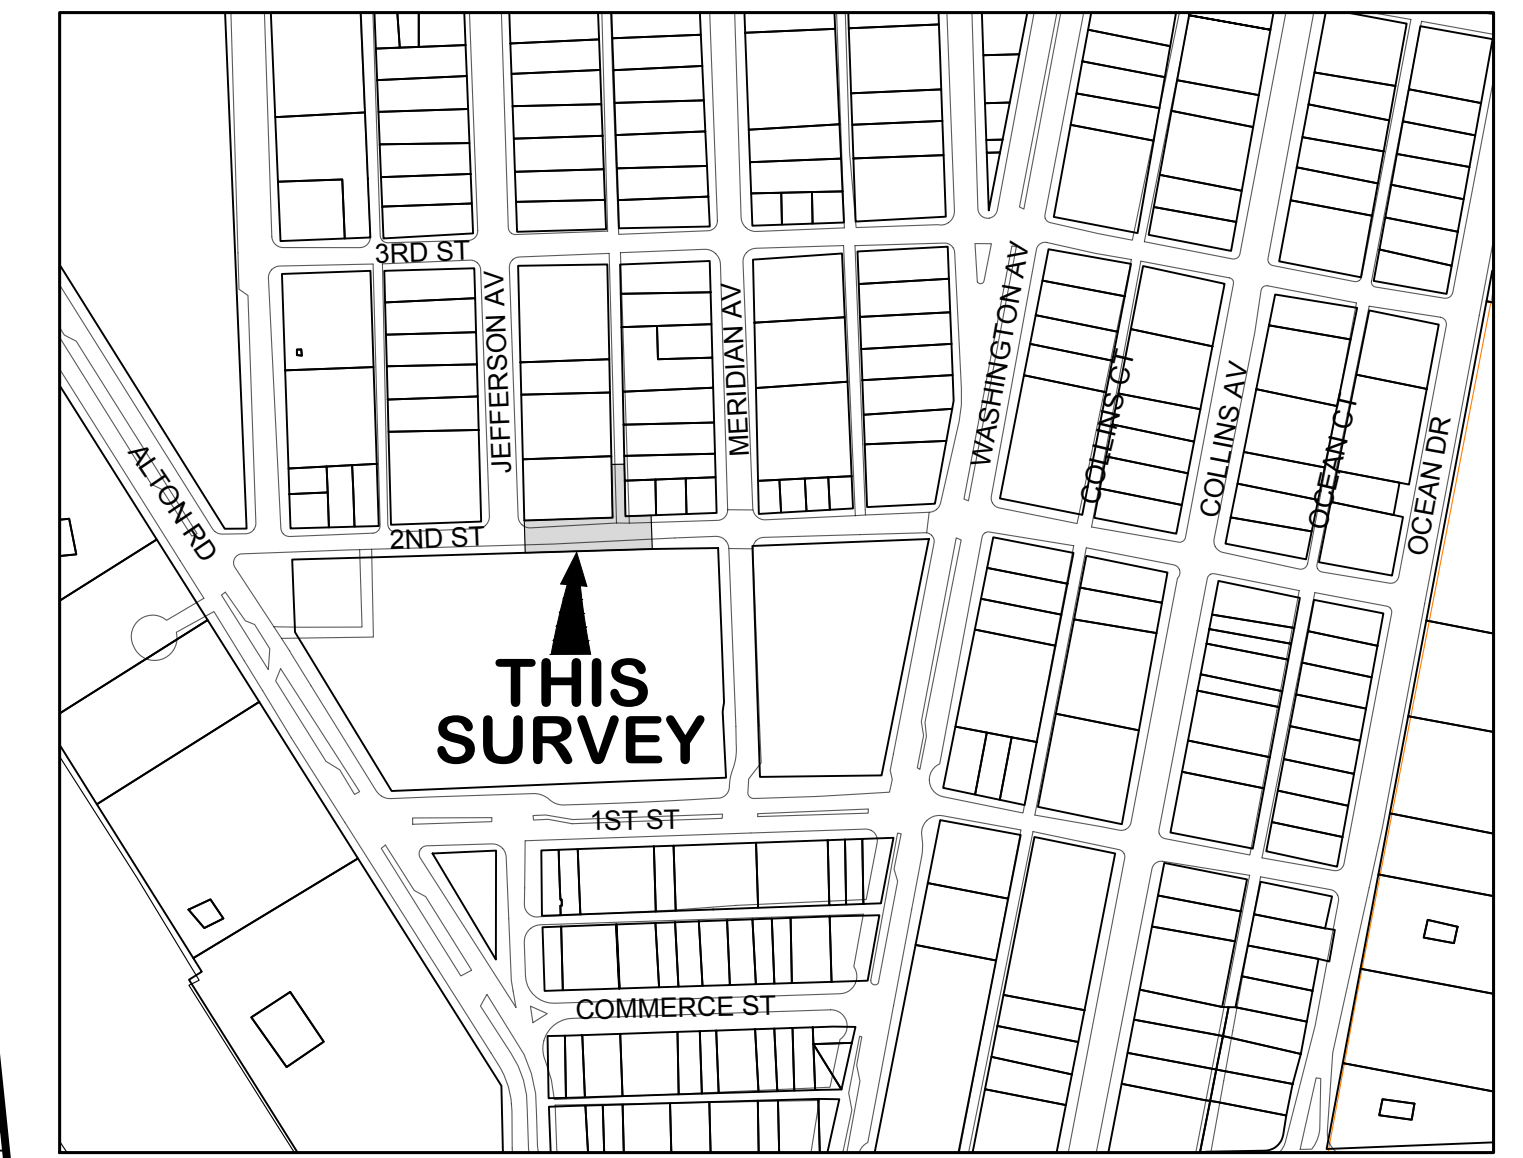 3RD ST
JEFFERSON AV
MERIDIAN AV
WASHINGTON AV
COLLINS CT
COLLINS AV
OCEAN CT
OCEAN DR
ALTON RD
2ND ST
THIS
SURVEY
1ST ST
COMMERCE ST